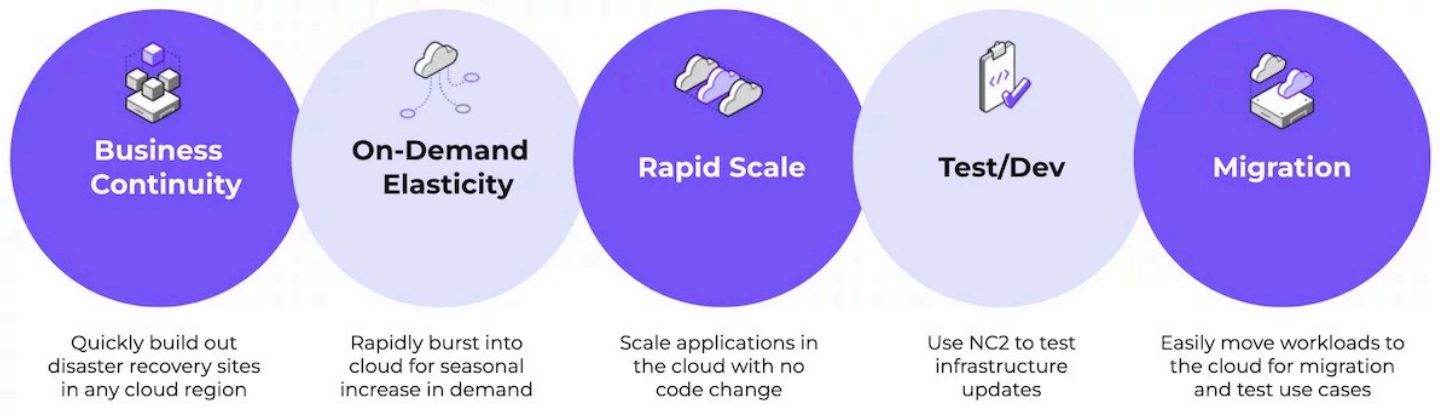 Business
Continuity
On-Demand
Elasticity
Rapid Scale
Test/Dev
Migration
Quickly build out
disaster recovery sites
in any cloud region
Rapidly burst into
cloud for seasonal
increase in demand
Scale applications in
the cloud with no
code change
Use NC2 to test
infrastructure
updates
Easily move workloads to
the cloud for migration
and test use cases